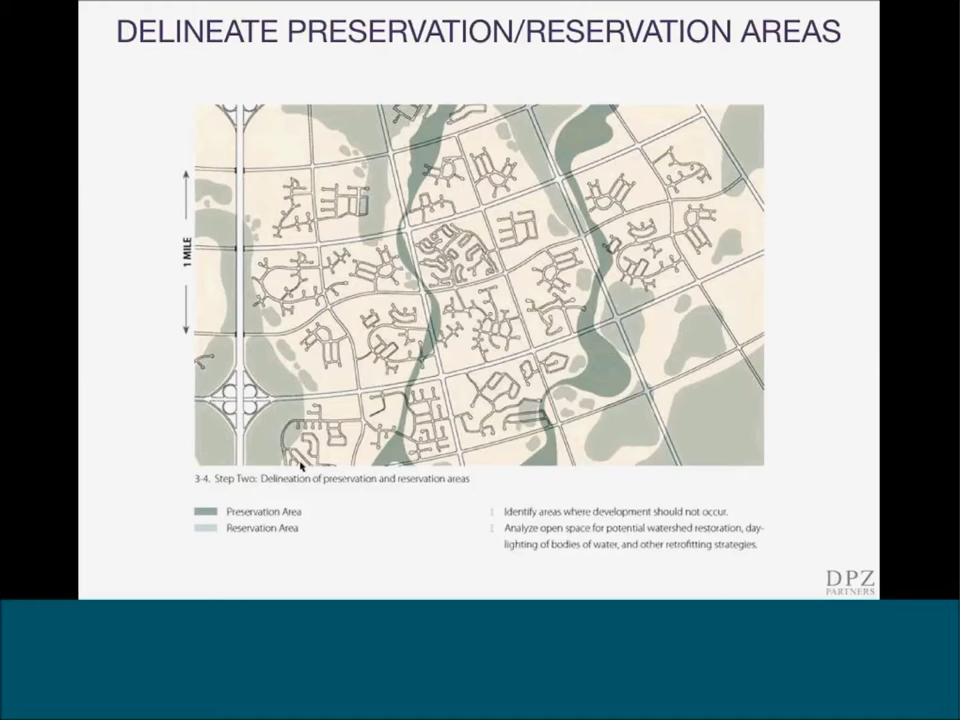 DELINEATE PRESERVATION/RESERVATION AREAS
1 MILE
3-4. Step Two: Delineation of preservation and reservation areas
Preservation Area
Reservation Area
Identify areas where development should not occur.
Analyze open space for potential watershed restoration, day-
lighting of bodies of water, and other retrofitting strategies.
DPZ
PARTNERS